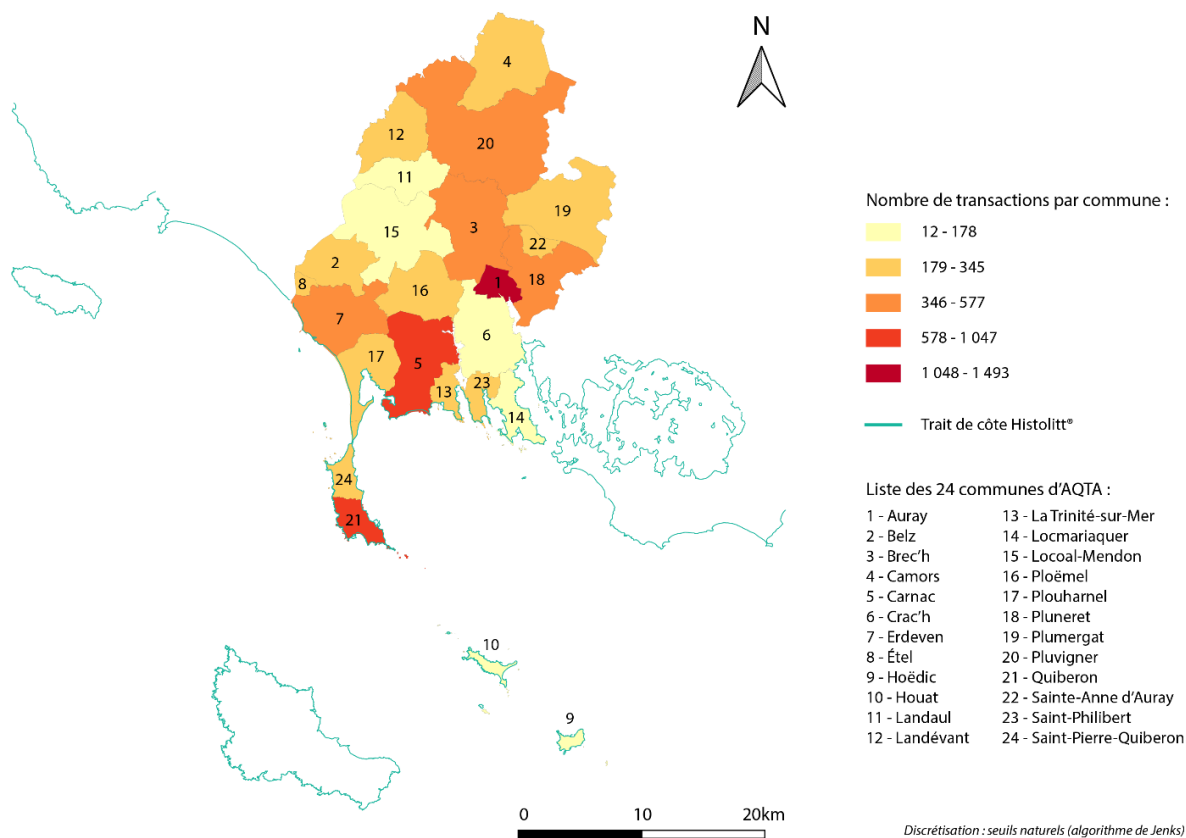 N
4
12
20
11
19
3
15
22
2
18
8
1
16
7
6
17
5
23
13
14
24
21
10
9
0 10 20km
Nombre de transactions par commune :
12 - 178
179 - 345
346 - 577
578 - 1 047
1 048 - 1 493
Trait de côte Histolitt®
Liste des 24 communes d'AQTA :
1 - Auray
2 - Belz
3 - Brec'h
4 - Camors
5 - Carnac
6 - Crac'h
7 - Erdeven
8 - Étel
9 - Hoëdic
10 - Houat
11 - Landaul
12 - Landévant
13 - La Trinité-sur-Mer
14 - Locmariaquer
15 - Locoal-Mendon
16 - Ploëmel
17 - Plouharnel
18 - Pluneret
19 - Plumergat
20 - Pluvigner
21 - Quiberon
22 - Sainte-Anne d'Auray
23 - Saint-Philibert
24 - Saint-Pierre-Quiberon
Discrétisation : seuils naturels (algorithme de Jenks)